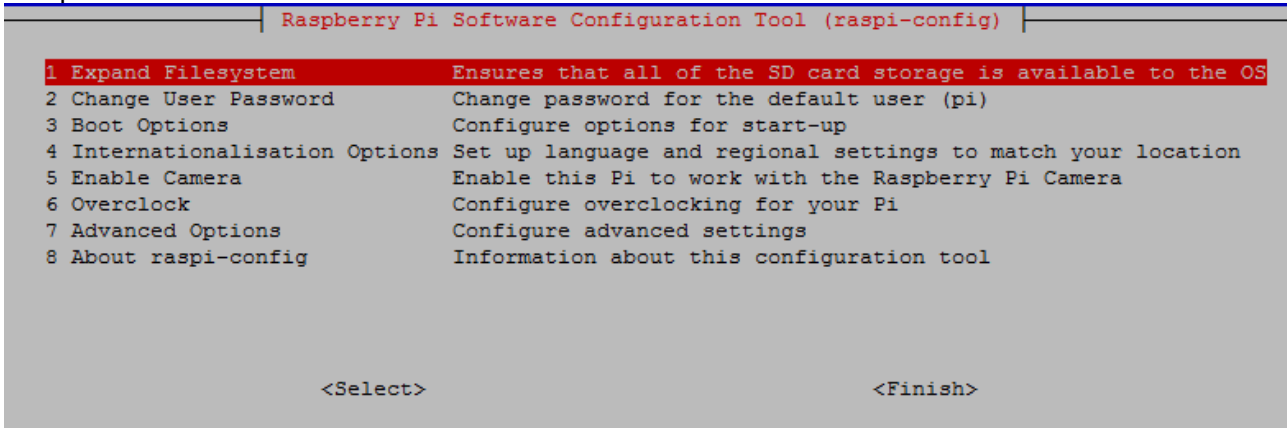 Raspberry Pi Software Configuration Tool (raspi-config)
1 Expand Filesystem Ensures that all of the SD card storage is available to the OS
2 Change User Password Change password for the default user (pi)
3 Boot Options Configure options for start-up
4 Internationalisation Options Set up language and regional settings to match your location
5 Enable Camera Enable this Pi to work with the Raspberry Pi Camera
6 Overclock Configure overclocking for your Pi
7 Advanced Options Configure advanced settings
8 About raspi-config Information about this configuration tool
<Select> <Finish>